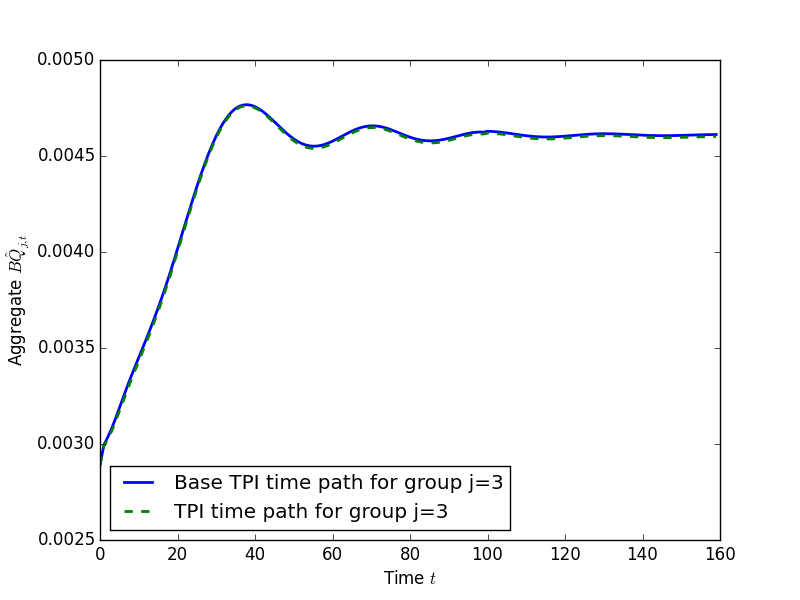 0.0050
0.0045
0.0040
0.0035
0.0030
0.0025
Aggregate $B\hat{Q}_{j,t}$
Base TPI time path for group j=3
TPI time path for group j=3
0 20 40 60 80 100 120 140 160
Time t